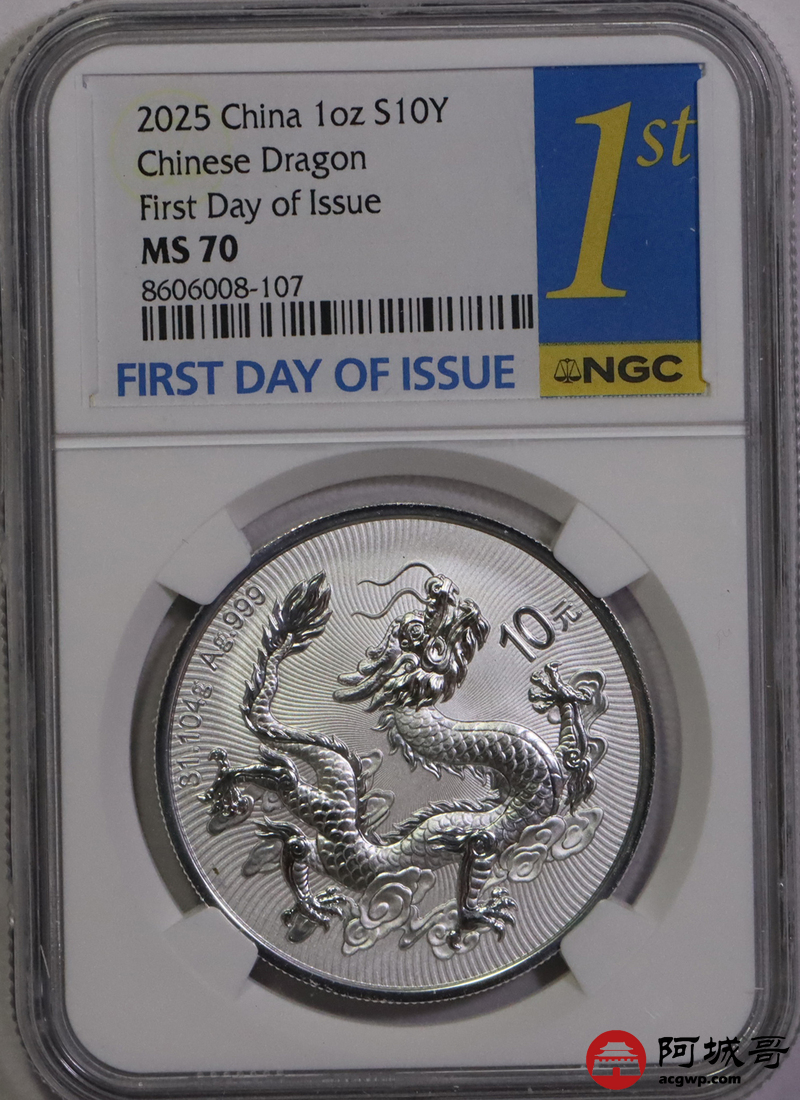 2025 China 1oz S10Y
Chinese Dragon
First Day of Issue
MS 70
8606008-107
FIRST DAY OF ISSUE
1st
NGC
31.104g Ag.999
10元
阿城哥
acgwp.com